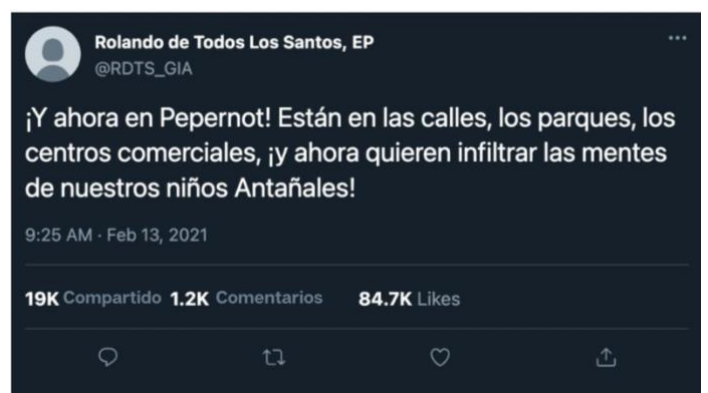 Rolando de Todos Los Santos, EP
@RDTS_GIA
¡Y ahora en Pepernot! Están en las calles, los parques, los
centros comerciales, ¡y ahora quieren infiltrar las mentes
de nuestros niños Antañales!
9:25 AM · Feb 13, 2021
19K Compartido 1.2K Comentarios 84.7K Likes